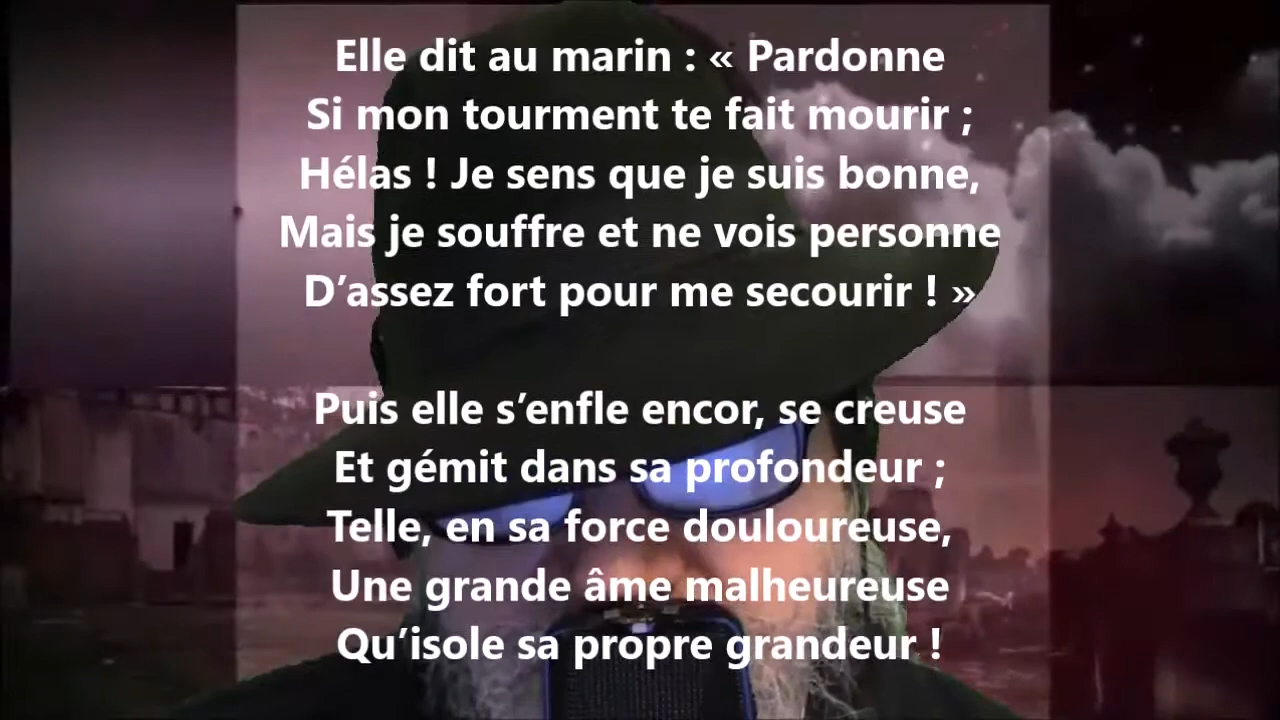 Elle dit au marin : « Pardonne
Si mon tourment te fait mourir ;
Hélas ! Je sens que je suis bonne,
Mais je souffre et ne vois personne
D’assez fort pour me secourir ! »
Puis elle s’enfle encor, se creuse
Et gémit dans sa profondeur ;
Telle, en sa force douloureuse,
Une grande âme malheureuse
Qu’isole sa propre grandeur !